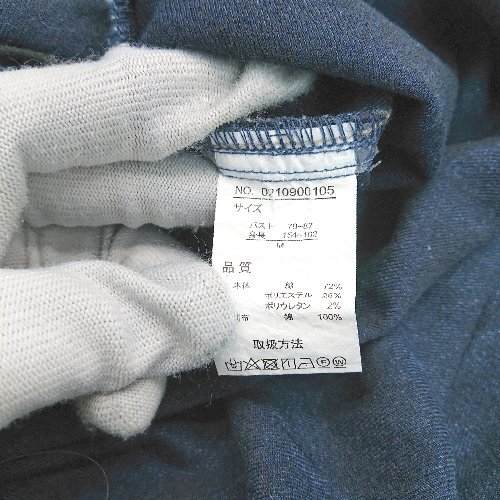 NO. 0210900105
サイズ
バスト 79-87
身長 154-162
M
品質
本体 綿 72%
ポリエステル 26%
ポリウレタン 2%
別布 綿 100%
取扱方法